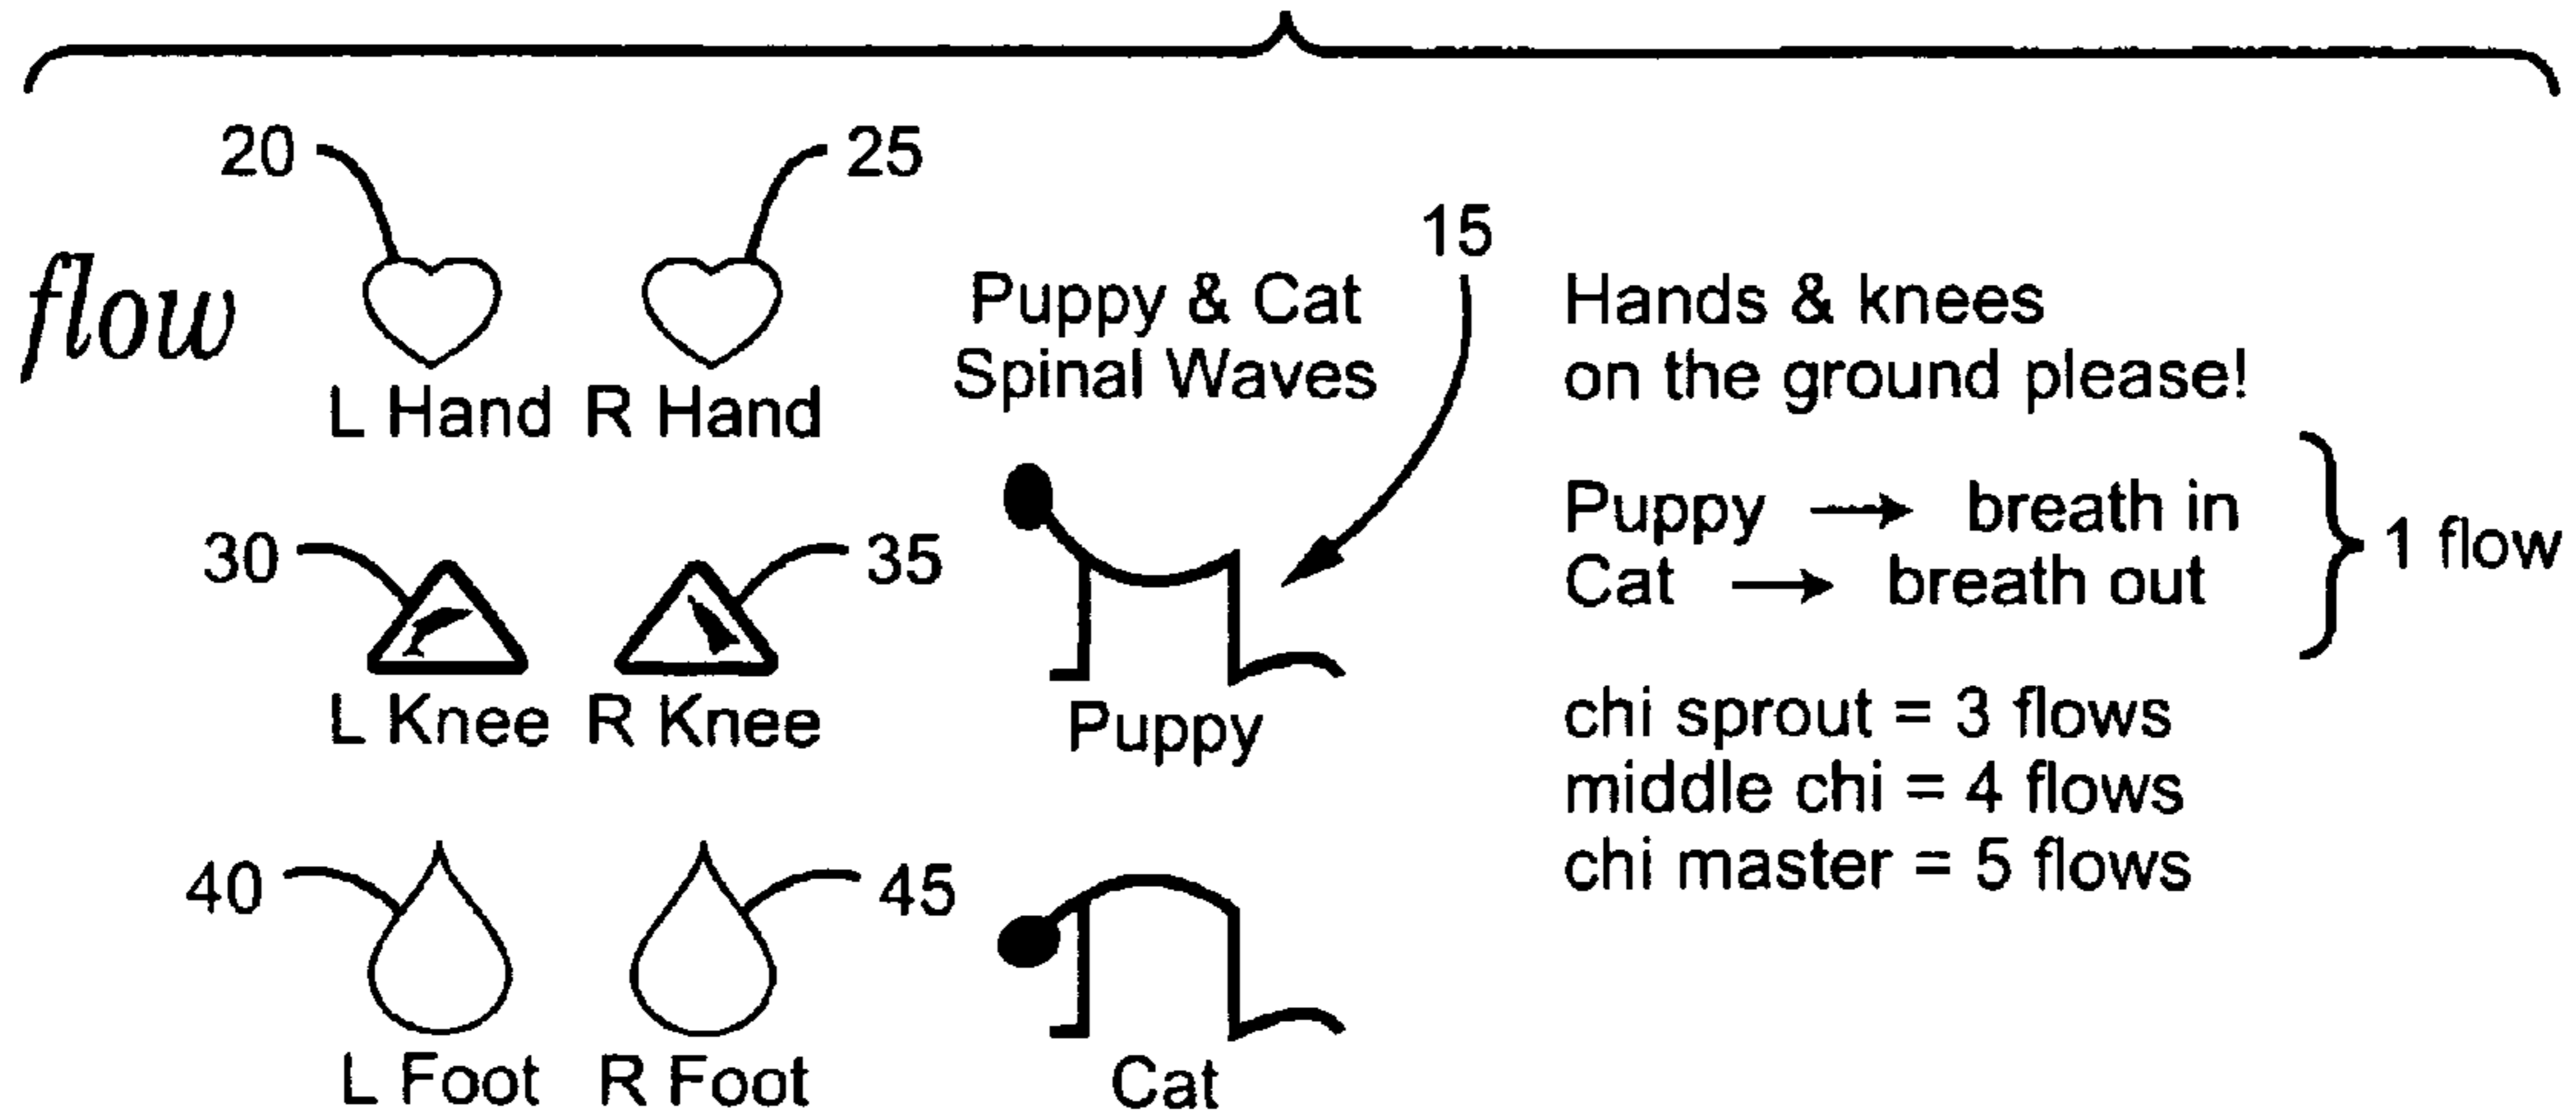 20
25
flow
L Hand R Hand
30
35
L Knee R Knee
40
45
L Foot R Foot
15
Puppy & Cat
Spinal Waves
Puppy
Cat
Hands & knees
on the ground please!
Puppy → breath in
Cat → breath out
1 flow
chi sprout = 3 flows
middle chi = 4 flows
chi master = 5 flows